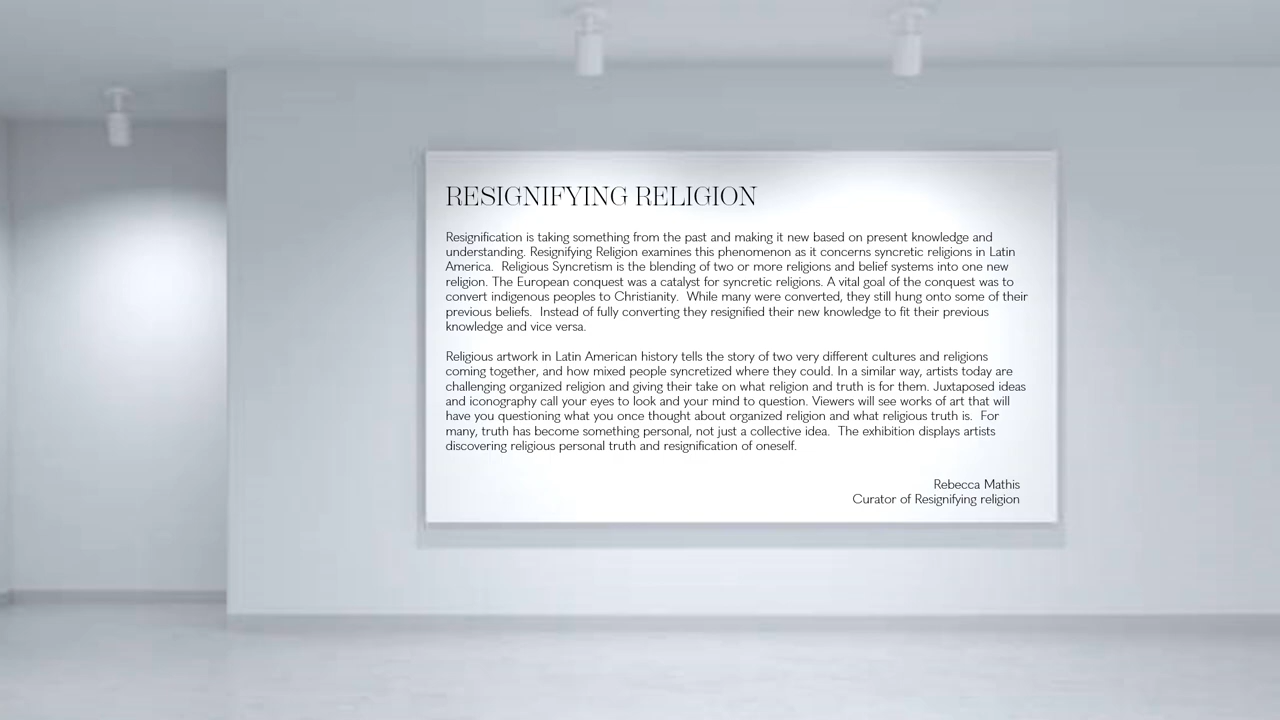 RESIGNIFYING RELIGION
Resignification is taking something from the past and making it new based on present knowledge and
understanding. Resignifying Religion examines this phenomenon as it concerns syncretic religions in Latin
America.  Religious Syncretism is the blending of two or more religions and belief systems into one new
religion. The European conquest was a catalyst for syncretic religions. A vital goal of the conquest was to
convert indigenous peoples to Christianity.  While many were converted, they still hung onto some of their
previous beliefs.  Instead of fully converting they resignified their new knowledge to fit their previous
knowledge and vice versa.
Religious artwork in Latin American history tells the story of two very different cultures and religions
coming together, and how mixed people syncretized where they could. In a similar way, artists today are
challenging organized religion and giving their take on what religion and truth is for them. Juxtaposed ideas
and iconography call your eyes to look and your mind to question. Viewers will see works of art that will
have you questioning what you once thought about organized religion and what religious truth is.  For
many, truth has become something personal, not just a collective idea.  The exhibition displays artists
discovering religious personal truth and resignification of oneself.
Rebecca Mathis
Curator of Resignifying religion